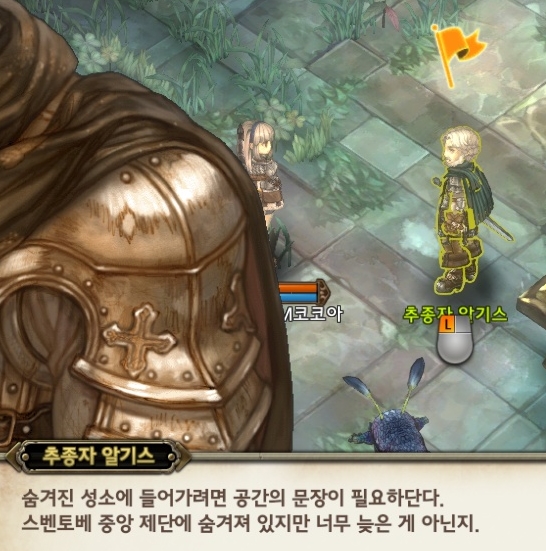 M코코아
추종자 알기스
L
추종자 알기스
숨겨진 성소에 들어가려면 공간의 문장이 필요하단다.
스벤토베 중앙 제단에 숨겨져 있지만 너무 늦은 게 아닌지.